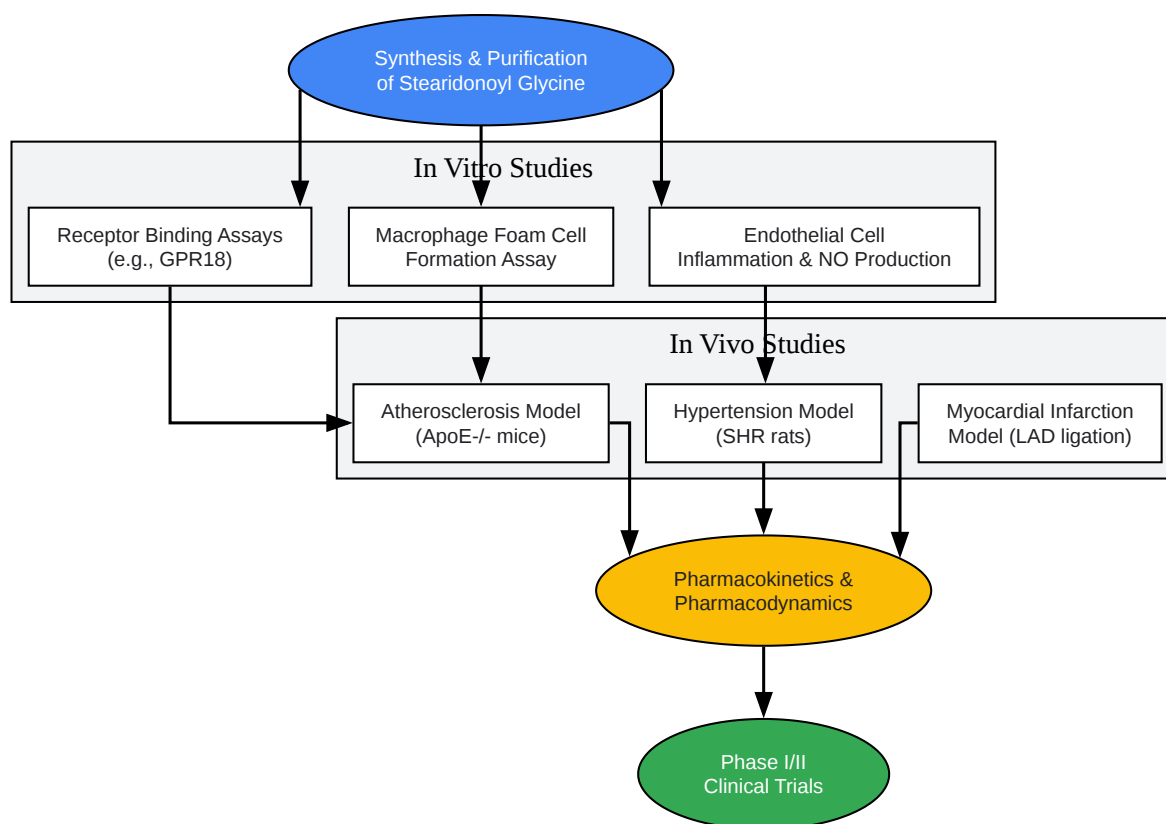 Synthesis & Purification
of Stearidonoyl Glycine
In Vitro Studies
Receptor Binding Assays
(e.g., GPR18)
Macrophage Foam Cell
Formation Assay
Endothelial Cell
Inflammation & NO Production
In Vivo Studies
Atherosclerosis Model
(ApoE-/- mice)
Hypertension Model
(SHR rats)
Myocardial Infarction
Model (LAD ligation)
Pharmacokinetics &
Pharmacodynamics
Phase I/II
Clinical Trials